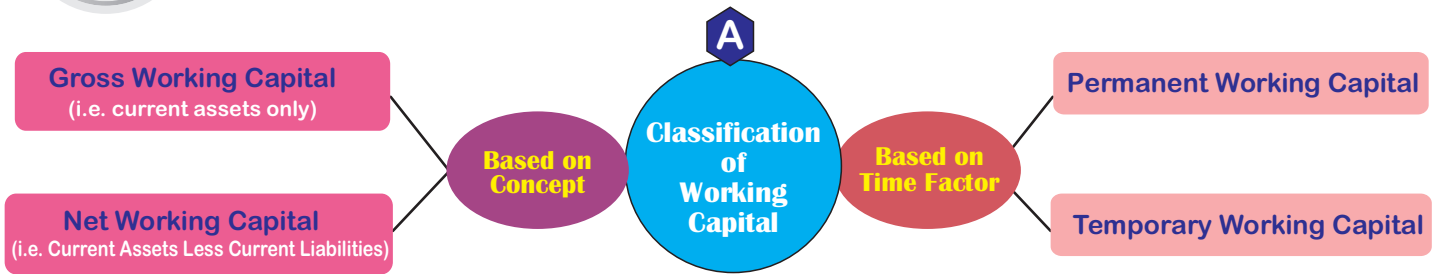 A
Classification
of
Working
Capital
Based on
Concept
Gross Working Capital
(i.e. current assets only)
Net Working Capital
(i.e. Current Assets Less Current Liabilities)
Based on
Time Factor
Permanent Working Capital
Temporary Working Capital